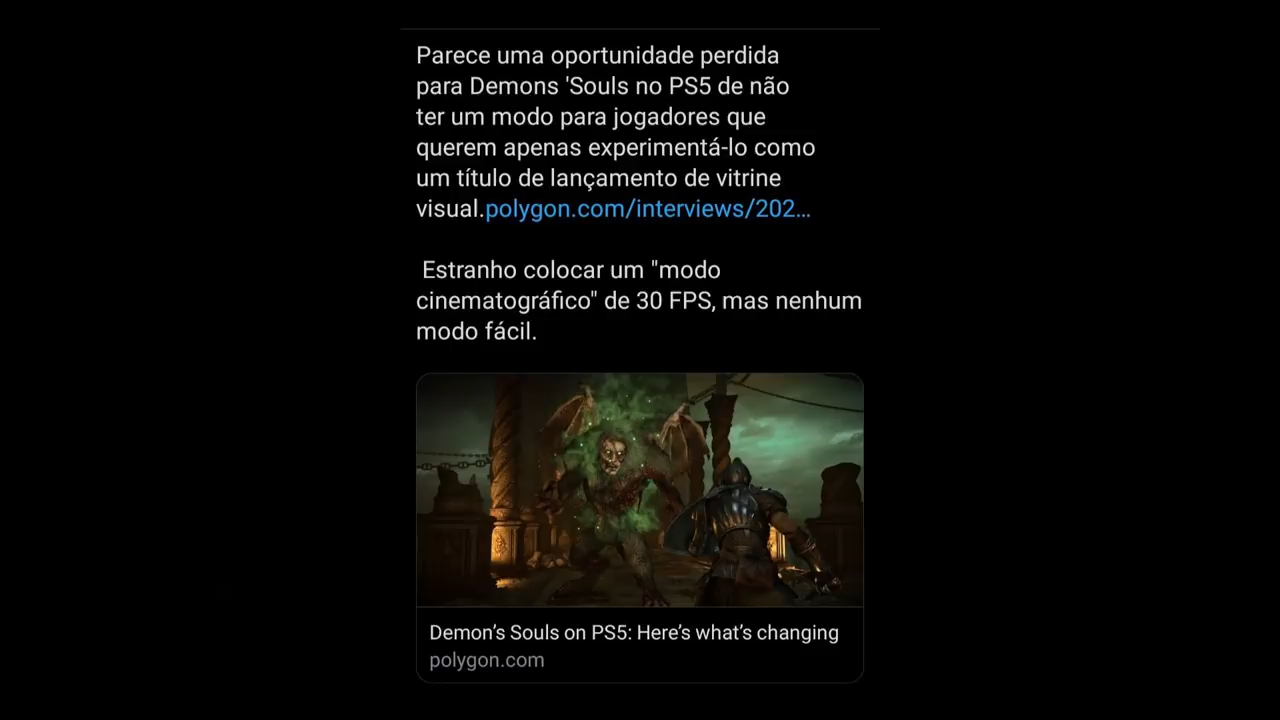 Parece uma oportunidade perdida
para Demons 'Souls no PS5 de não
ter um modo para jogadores que
querem apenas experimentá-lo como
um título de lançamento de vitrine
visual.polygon.com/interviews/202…
Estranho colocar um "modo
cinematográfico" de 30 FPS, mas nenhum
modo fácil.
Demon’s Souls on PS5: Here’s what’s changing
polygon.com